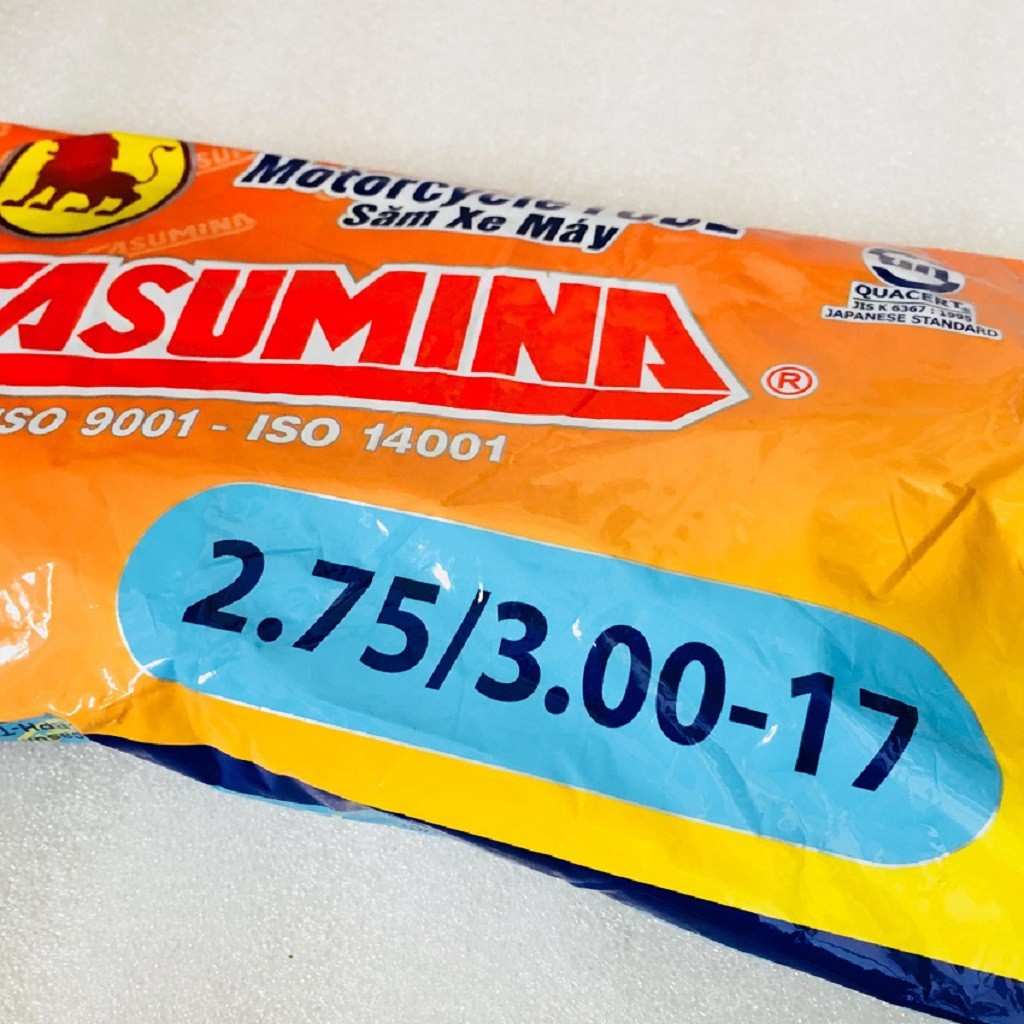 Motorcycle TUBE
Săm Xe Máy
TASUMINA
CASUMINA ®
QUACERT
JIS K 6367 : 1995
JAPANESE STANDARD
ISO 9001 - ISO 14001
2.75/3.00-17